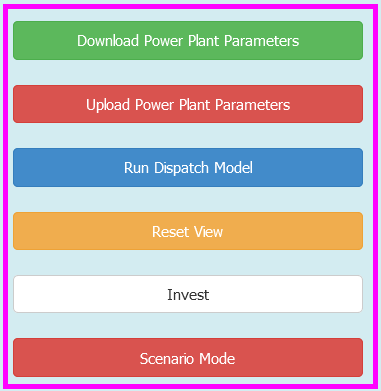 Download Power Plant Parameters
Upload Power Plant Parameters
Run Dispatch Model
Reset View
Invest
Scenario Mode